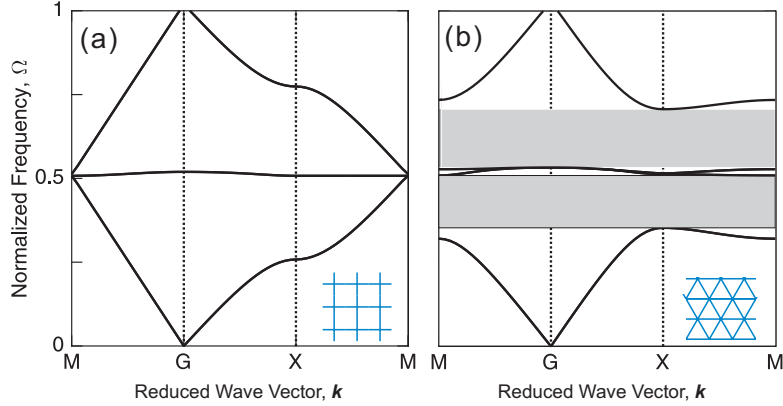 (a)
Normalized Frequency, Ω
1
0.5
0
M G X M
Reduced Wave Vector, k
(b)
M G X M
Reduced Wave Vector, k